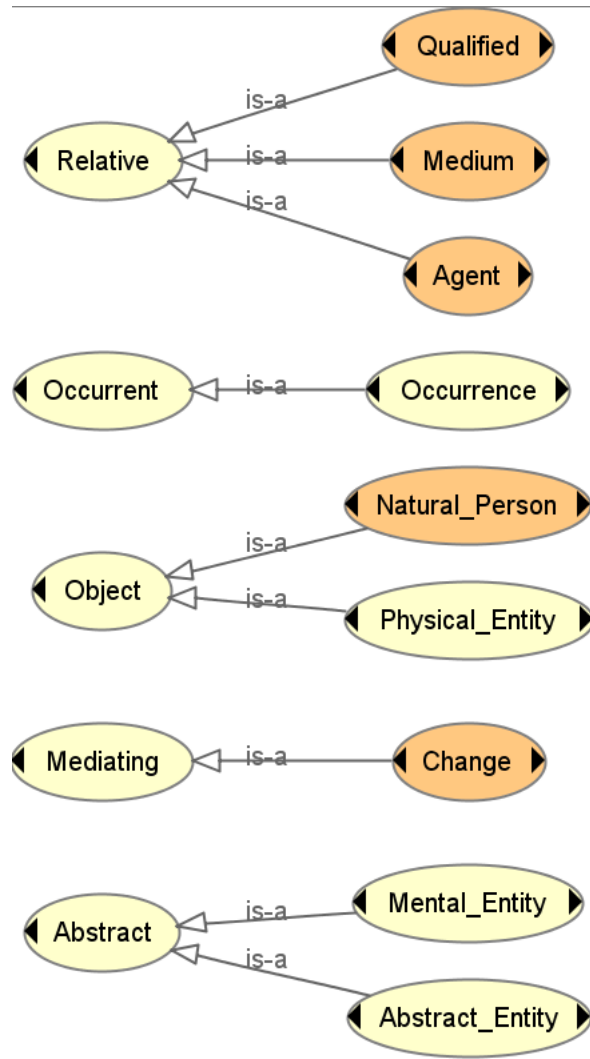 Qualified
is-a
Relative
is-a
Medium
is-a
Agent
Occurrent
is-a
Occurrence
Natural_Person
is-a
Object
is-a
Physical_Entity
Mediating
is-a
Change
Mental_Entity
is-a
Abstract
is-a
Abstract_Entity